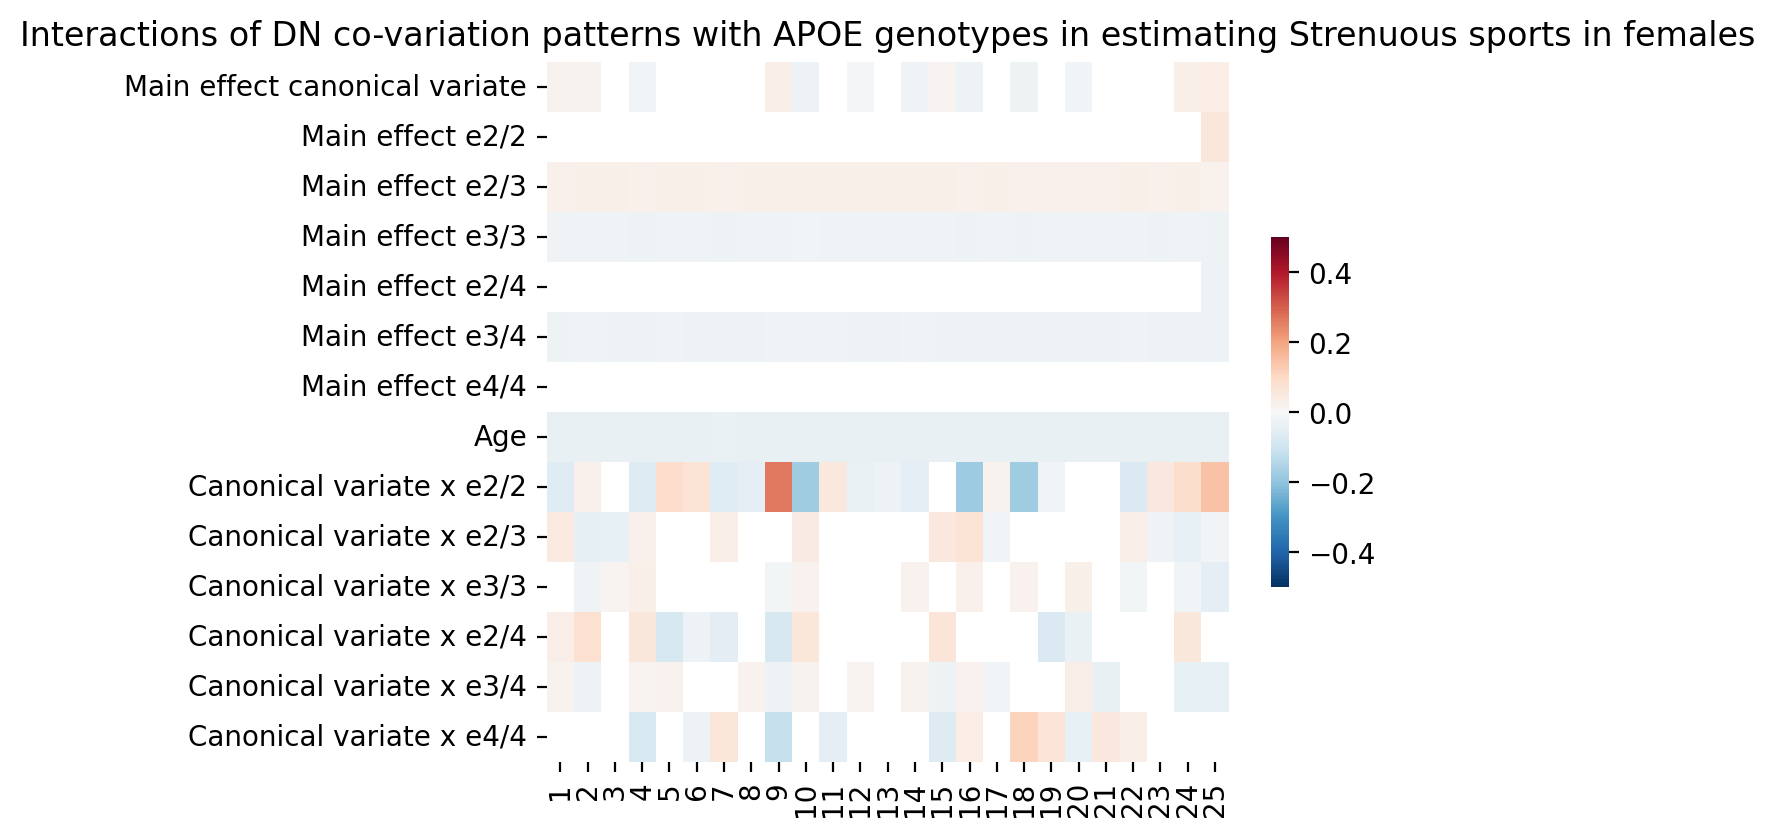 Interactions of DN co-variation patterns with APOE genotypes in estimating Strenuous sports in females
Main effect canonical variate
Main effect e2/2
Main effect e2/3
Main effect e3/3
Main effect e2/4
Main effect e3/4
Main effect e4/4
Age
Canonical variate x e2/2
Canonical variate x e2/3
Canonical variate x e3/3
Canonical variate x e2/4
Canonical variate x e3/4
Canonical variate x e4/4
1 2 3 4 5 6 7 8 9 10 11 12 13 14 15 16 17 18 19 20 21 22 23 24 25
0.4
0.2
0.0
−0.2
−0.4